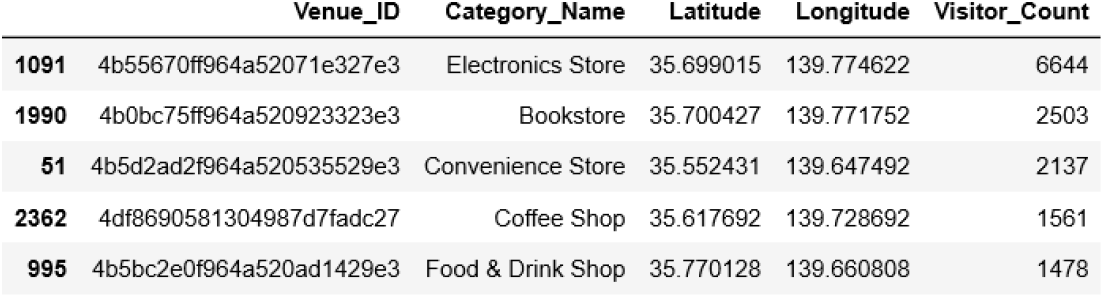 Venue_ID Category_Name Latitude Longitude Visitor_Count
1091 4b55670ff964a52071e327e3 Electronics Store 35.699015 139.774622 6644
1990 4b0bc75ff964a520923323e3 Bookstore 35.700427 139.771752 2503
51 4b5d2ad2f964a520535529e3 Convenience Store 35.552431 139.647492 2137
2362 4df8690581304987d7fadc27 Coffee Shop 35.617692 139.728692 1561
995 4b5bc2e0f964a520ad1429e3 Food & Drink Shop 35.770128 139.660808 1478